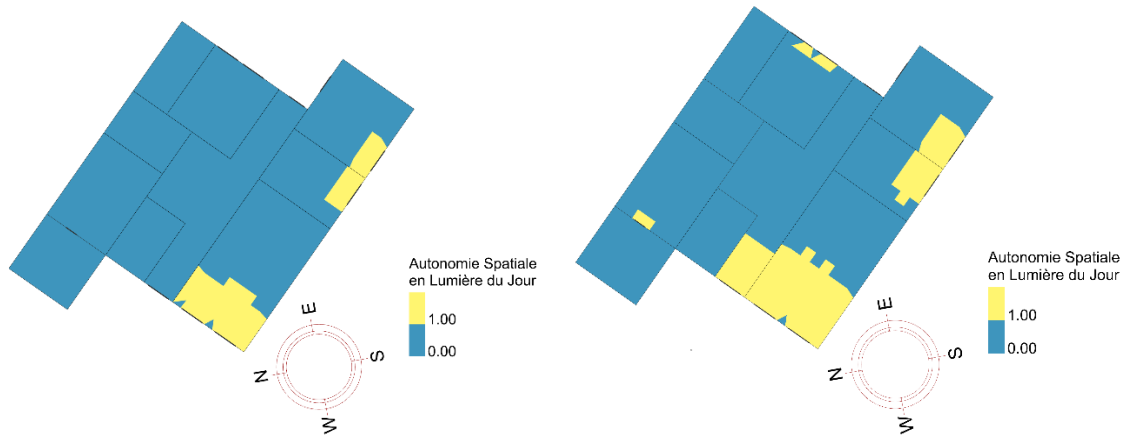 Autonomie Spatiale
en Lumière du Jour
1.00
0.00
E
S
N
W
Autonomie Spatiale
en Lumière du Jour
1.00
0.00
E
S
N
W